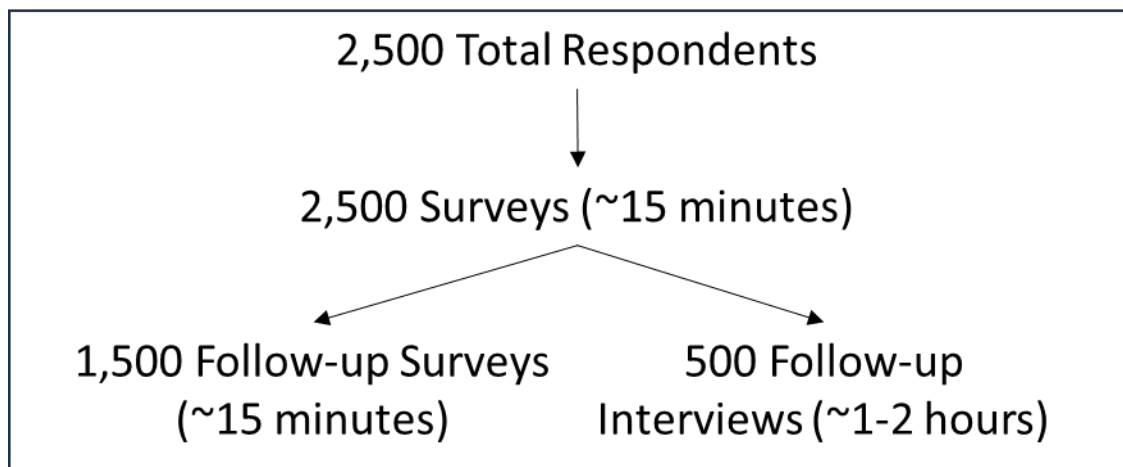 2,500 Total Respondents
2,500 Surveys (~15 minutes)
1,500 Follow-up Surveys
(~15 minutes)
500 Follow-up
Interviews (~1-2 hours)